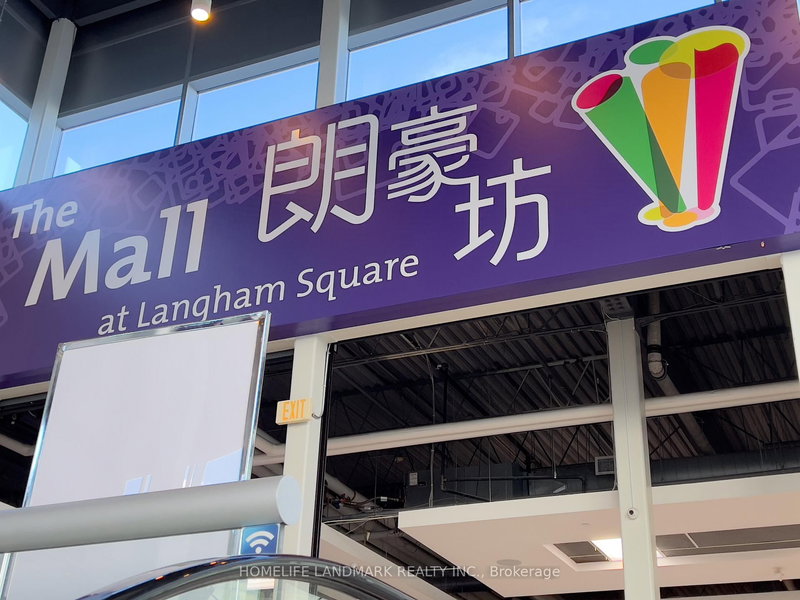 The
Mall
at Langham Square
朗豪坊
EXIT
HOMELIFE LANDMARK REALTY INC., Brokerage